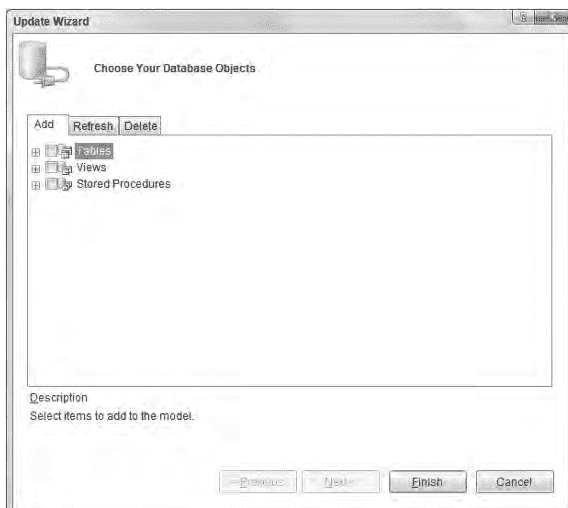 Update Wizard
Choose Your Database Objects
Add Refresh Delete
Tables
Views
Stored Procedures
Description
Select items to add to the model.
Previous Next Finish Cancel